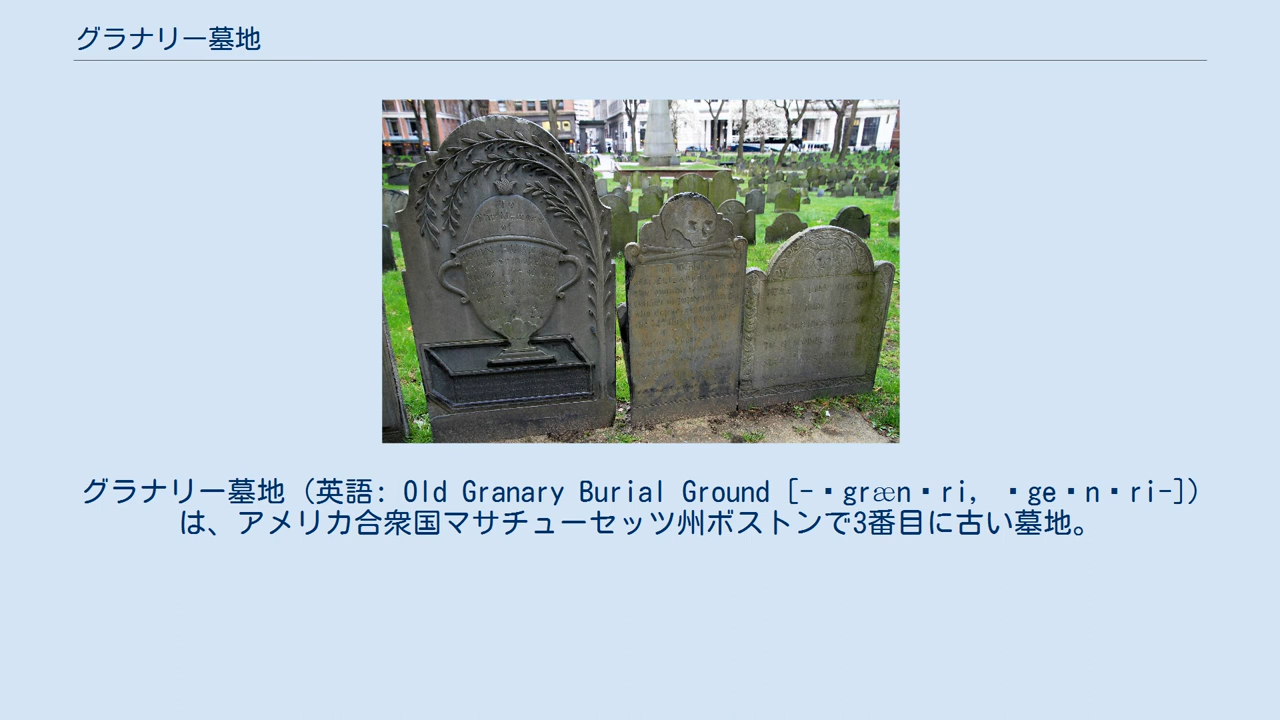 グラナリー墓地
グラナリー墓地（英語: Old Granary Burial Ground [-▪græn▪ri, ▪ge▪n▪ri-]）
は、アメリカ合衆国マサチューセッツ州ボストンで3番目に古い墓地。